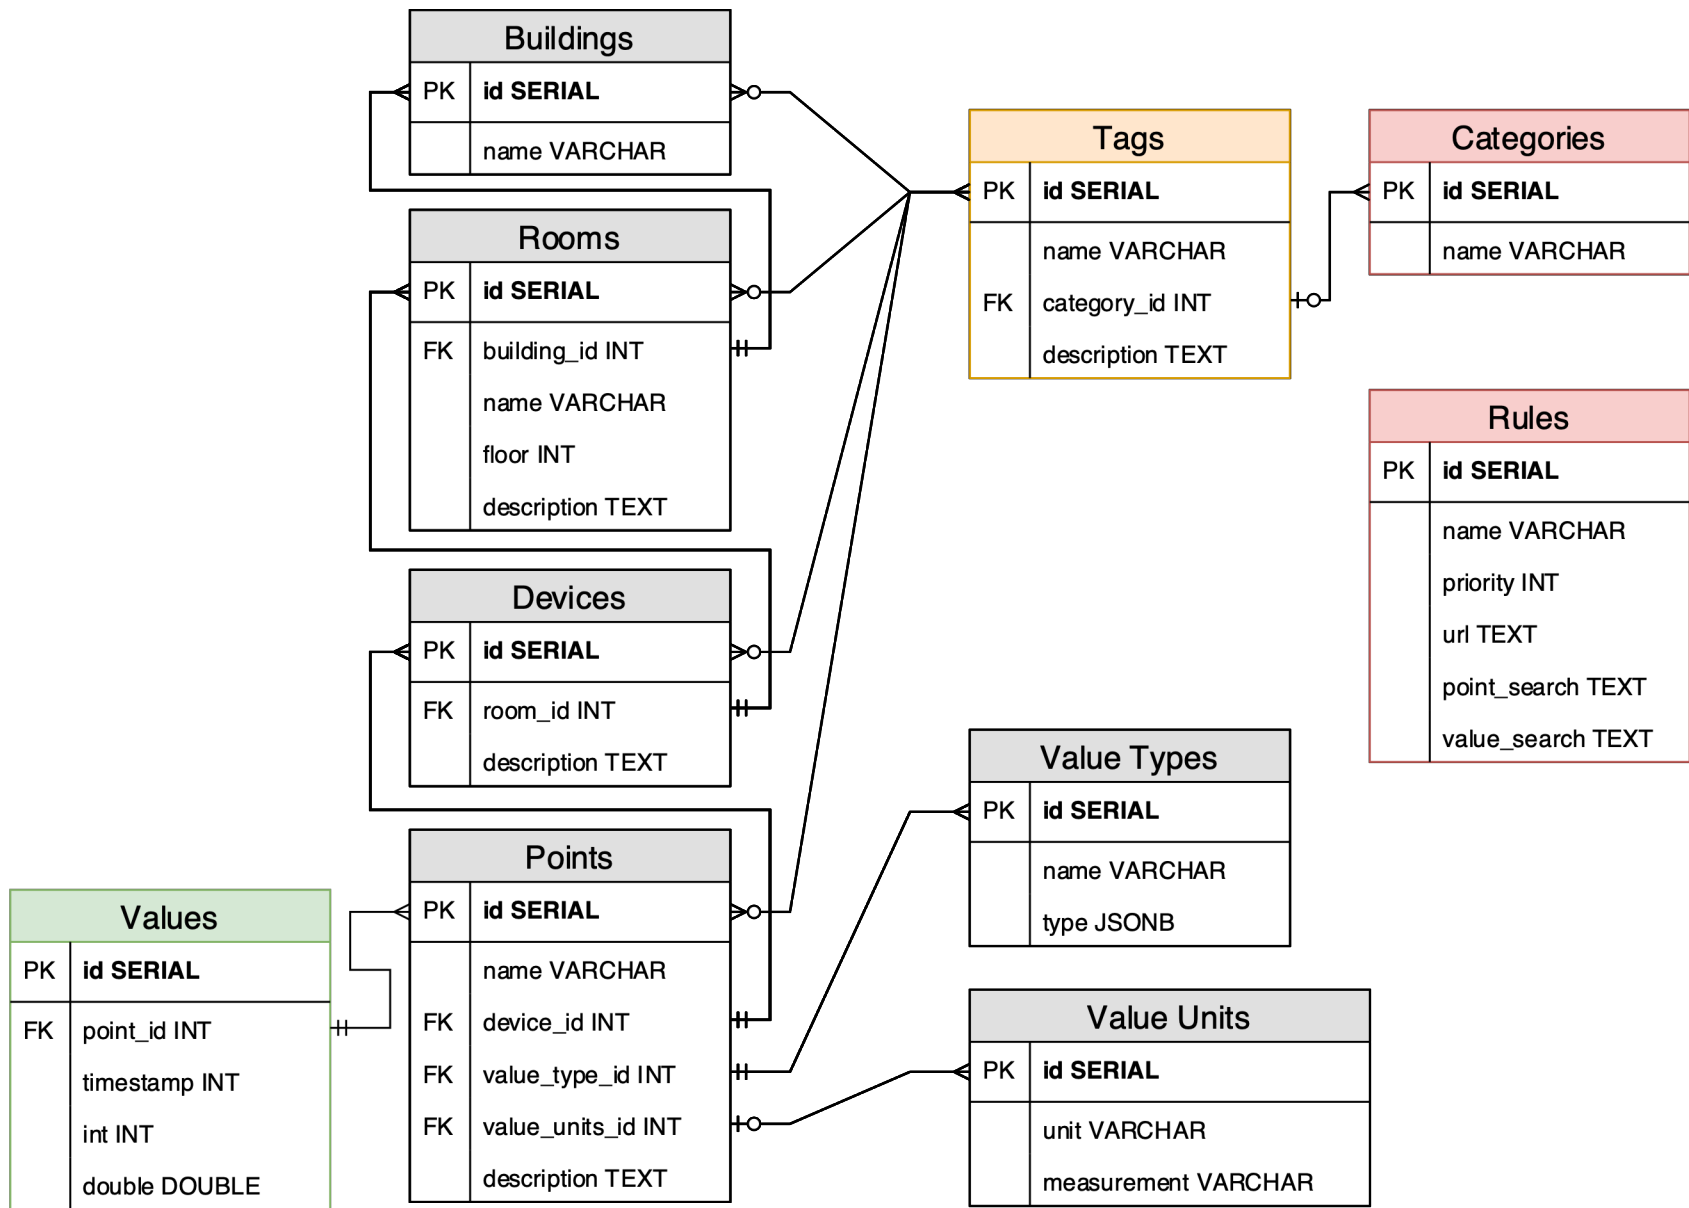 Buildings
PK id SERIAL
name VARCHAR
Rooms
PK id SERIAL
FK building_id INT
name VARCHAR
floor INT
description TEXT
Devices
PK id SERIAL
FK room_id INT
description TEXT
Points
PK id SERIAL
name VARCHAR
FK device_id INT
FK value_type_id INT
FK value_units_id INT
description TEXT
Values
PK id SERIAL
FK point_id INT
timestamp INT
int INT
double DOUBLE
Tags
PK id SERIAL
name VARCHAR
FK category_id INT
description TEXT
Categories
PK id SERIAL
name VARCHAR
Rules
PK id SERIAL
name VARCHAR
priority INT
url TEXT
point_search TEXT
value_search TEXT
Value Types
PK id SERIAL
name VARCHAR
type JSONB
Value Units
PK id SERIAL
unit VARCHAR
measurement VARCHAR